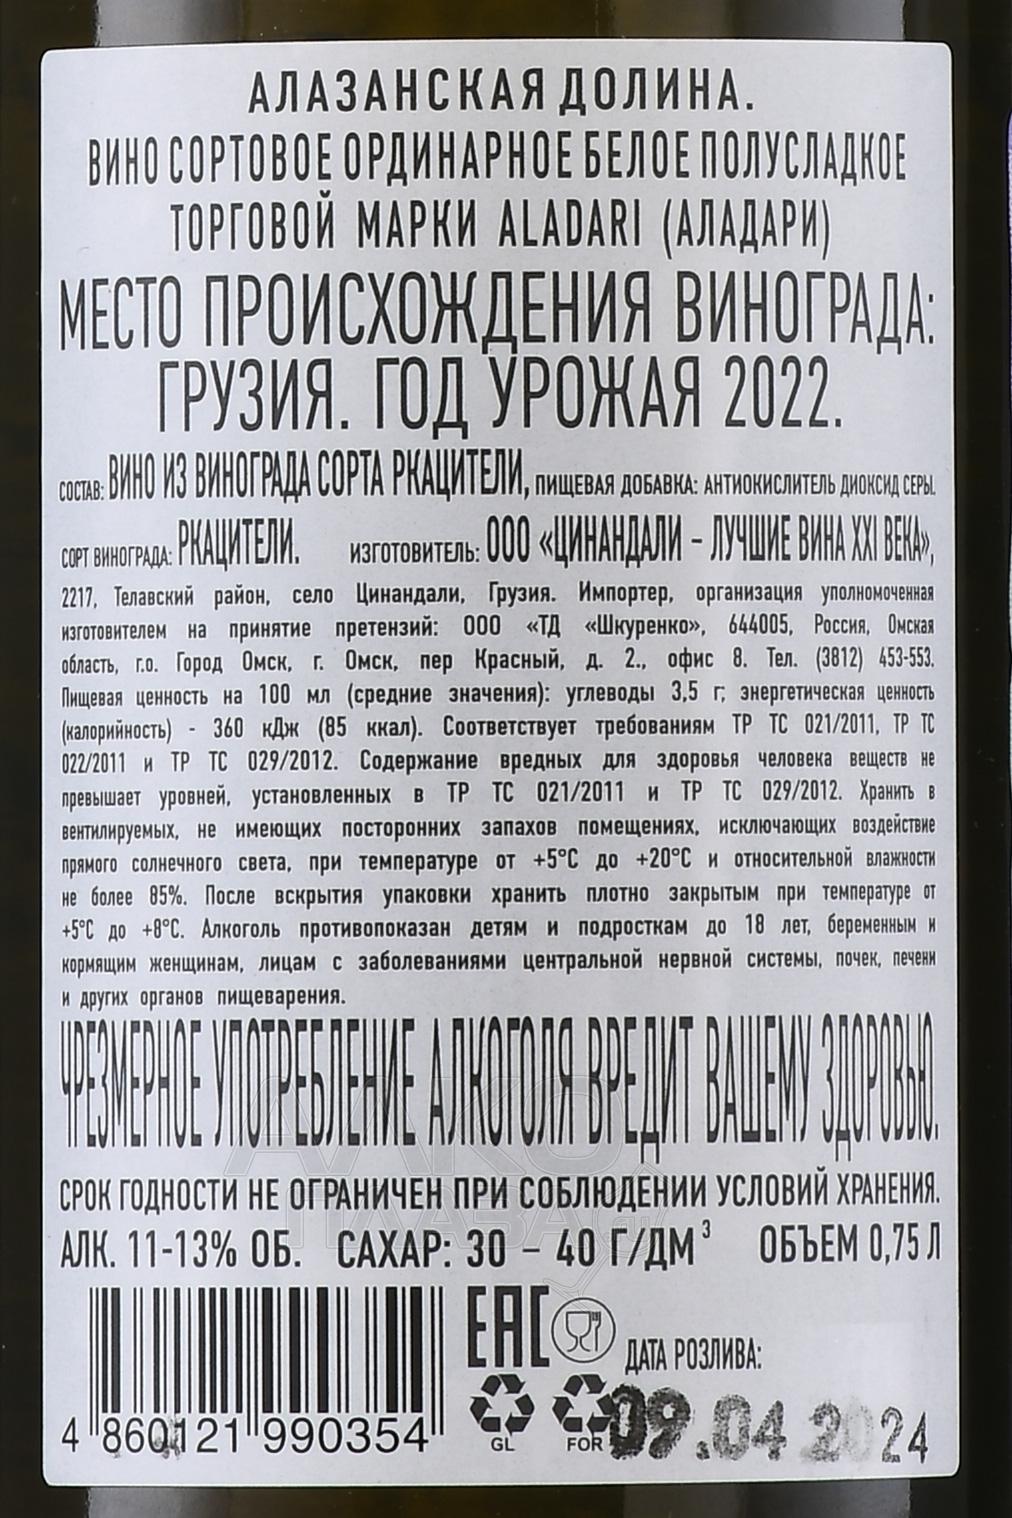 АЛАЗАНСКАЯ ДОЛИНА.
ВИНО СОРТОВОЕ ОРДИНАРНОЕ БЕЛОЕ ПОЛУСЛАДКОЕ
ТОРГОВОЙ МАРКИ ALADARI (АЛАДАРИ)
МЕСТО ПРОИСХОЖДЕНИЯ ВИНОГРАДА:
ГРУЗИЯ. ГОД УРОЖАЯ 2022.
СОСТАВ: ВИНО ИЗ ВИНОГРАДА СОРТА РКАЦИТЕЛИ, ПИЩЕВАЯ ДОБАВКА: АНТИОКИСЛИТЕЛЬ ДИОКСИД СЕРЫ.
СОРТ ВИНОГРАДА: РКАЦИТЕЛИ. ИЗГОТОВИТЕЛЬ: ООО «ЦИНАНДАЛИ – ЛУЧШИЕ ВИНА XXI ВЕКА»,
2217, Телавский район, село Цинандали, Грузия. Импортер, организация уполномоченная
изготовителем на принятие претензий: ООО «ТД «Шкуренко», 644005, Россия, Омская
область, г.о. Город Омск, г. Омск, пер Красный, д. 2., офис 8. Тел. (3812) 453-553.
Пищевая ценность на 100 мл (средние значения): углеводы 3,5 г; энергетическая ценность
(калорийность) - 360 кДж (85 ккал). Соответствует требованиям ТР ТС 021/2011, ТР ТС
022/2011 и ТР ТС 029/2012. Содержание вредных для здоровья человека веществ не
превышает уровней, установленных в ТР ТС 021/2011 и ТР ТС 029/2012. Хранить в
вентилируемых, не имеющих посторонних запахов помещениях, исключающих воздействие
прямого солнечного света, при температуре от +5°С до +20°С и относительной влажности
не более 85%. После вскрытия упаковки хранить плотно закрытым при температуре от
+5°С до +8°С. Алкоголь противопоказан детям и подросткам до 18 лет, беременным и
кормящим женщинам, лицам с заболеваниями центральной нервной системы, почек, печени
и других органов пищеварения.
ЧРЕЗМЕРНОЕ УПОТРЕБЛЕНИЕ АЛКОГОЛЯ ВРЕДИТ ВАШЕМУ ЗДОРОВЬЮ.
АЛКО
ПЛАЗА.ru
СРОК ГОДНОСТИ НЕ ОГРАНИЧЕН ПРИ СОБЛЮДЕНИИ УСЛОВИЙ ХРАНЕНИЯ.
АЛК. 11-13% ОБ. САХАР: 30 – 40 Г/ДМ³ ОБЪЕМ 0,75 Л
EAC
ДАТА РОЗЛИВА:
GL FOR 09.04 2024
4 860121 990354